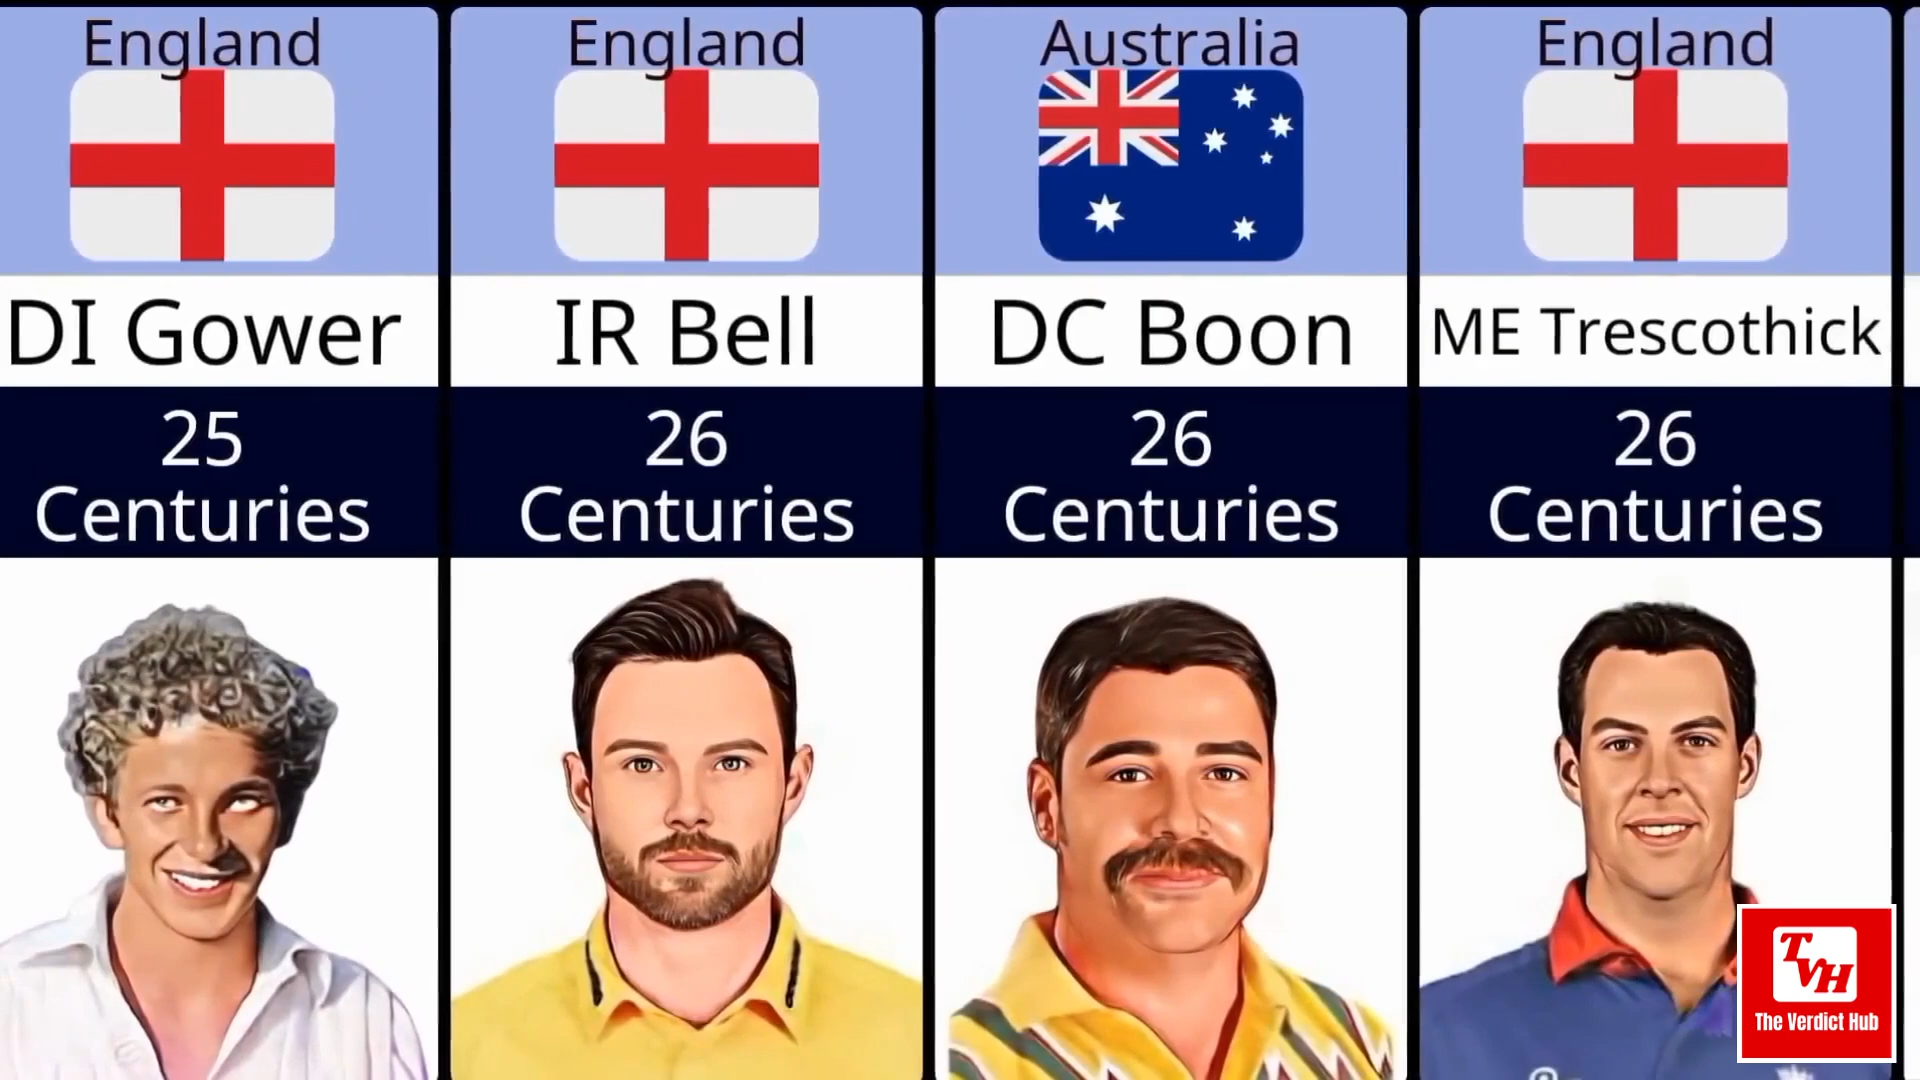 England
DI Gower
25
Centuries
England
IR Bell
26
Centuries
Australia
DC Boon
26
Centuries
England
ME Trescothick
26
Centuries
TVH
The Verdict Hub